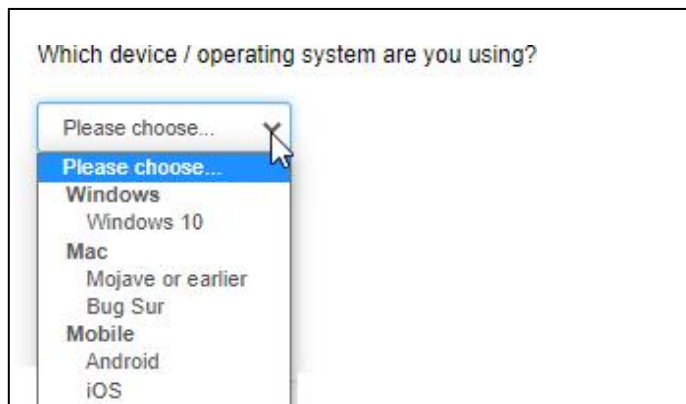 Which device / operating system are you using?
Please choose...
Please choose...
Windows
Windows 10
Mac
Mojave or earlier
Bug Sur
Mobile
Android
iOS